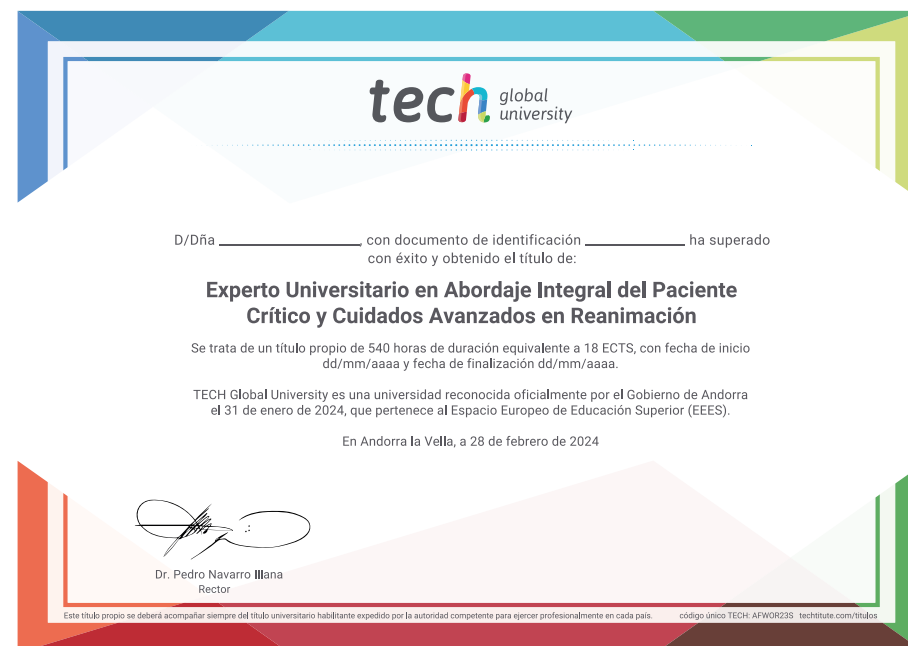 tech global university
D/Dña ____________________, con documento de identificación ______________ ha superado
con éxito y obtenido el título de:
Experto Universitario en Abordaje Integral del Paciente
Crítico y Cuidados Avanzados en Reanimación
Se trata de un título propio de 540 horas de duración equivalente a 18 ECTS, con fecha de inicio
dd/mm/aaaa y fecha de finalización dd/mm/aaaa.
TECH Global University es una universidad reconocida oficialmente por el Gobierno de Andorra
el 31 de enero de 2024, que pertenece al Espacio Europeo de Educación Superior (EEES).
En Andorra la Vella, a 28 de febrero de 2024
Dr. Pedro Navarro Illana
Rector
Este título propio se deberá acompañar siempre del título universitario habilitante expedido por la autoridad competente para ejercer profesionalmente en cada país. código único TECH: AFWOR23S techtitute.com/titulos